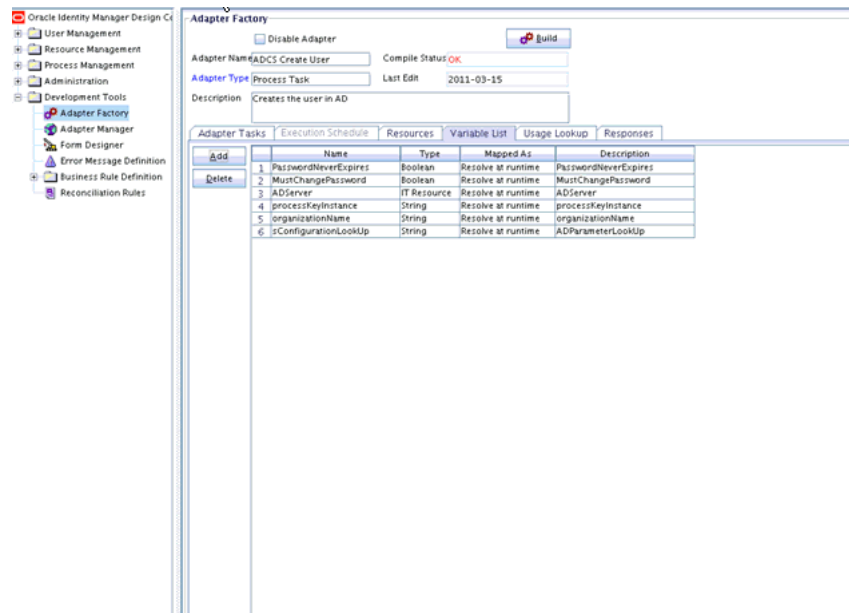 Oracle Identity Manager Design Ce
User Management
Resource Management
Process Management
Administration
Development Tools
Adapter Factory
Adapter Manager
Form Designer
Error Message Definition
Business Rule Definition
Reconciliation Rules
Adapter Factory
Disable Adapter
Build
Adapter Name ADCS Create User Compile Status OK
Adapter Type Process Task Last Edit 2011-03-15
Description Creates the user in AD
Adapter Tasks Execution Schedule Resources Variable List Usage Lookup Responses
Add
Delete
Name Type Mapped As Description
1 PasswordNeverExpires Boolean Resolve at runtime PasswordNeverExpires
2 MustChangePassword Boolean Resolve at runtime MustChangePassword
3 ADServer IT Resource Resolve at runtime ADServer
4 processKeyInstance String Resolve at runtime processKeyInstance
5 organizationName String Resolve at runtime organizationName
6 sConfigurationLookUp String Resolve at runtime ADParameterLookUp